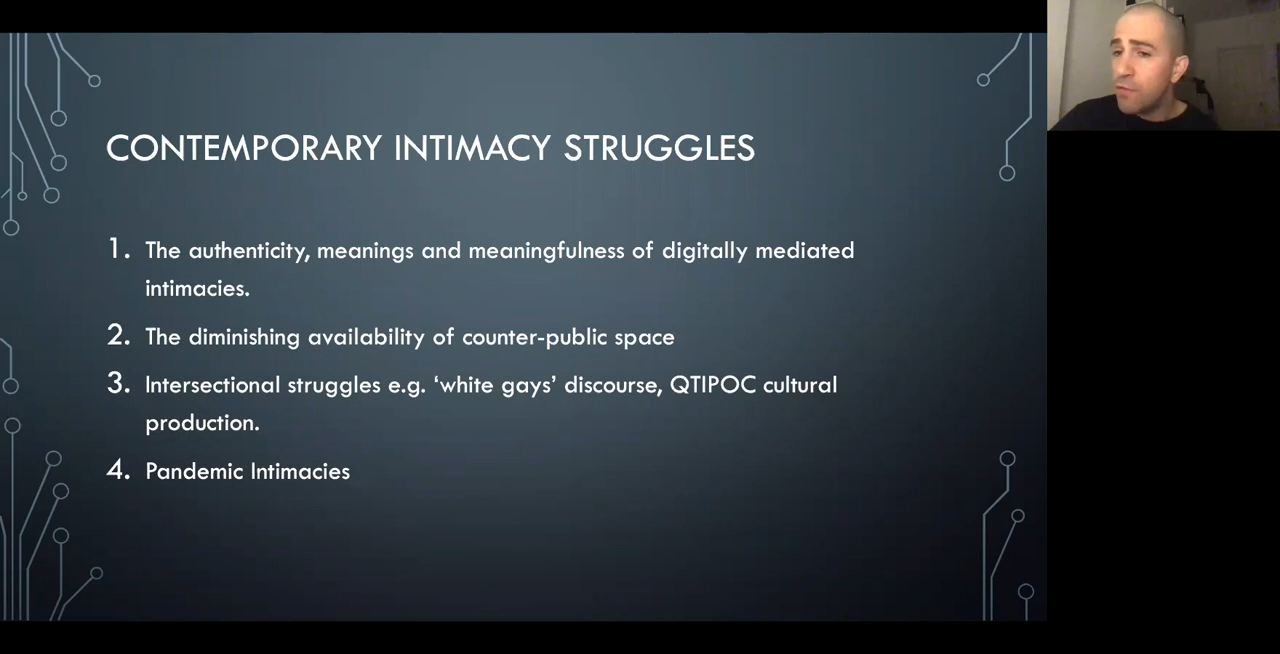 CONTEMPORARY INTIMACY STRUGGLES
1. The authenticity, meanings and meaningfulness of digitally mediated
intimacies.
2. The diminishing availability of counter-public space
3. Intersectional struggles e.g. ‘white gays’ discourse, QTIPOC cultural
production.
4. Pandemic Intimacies